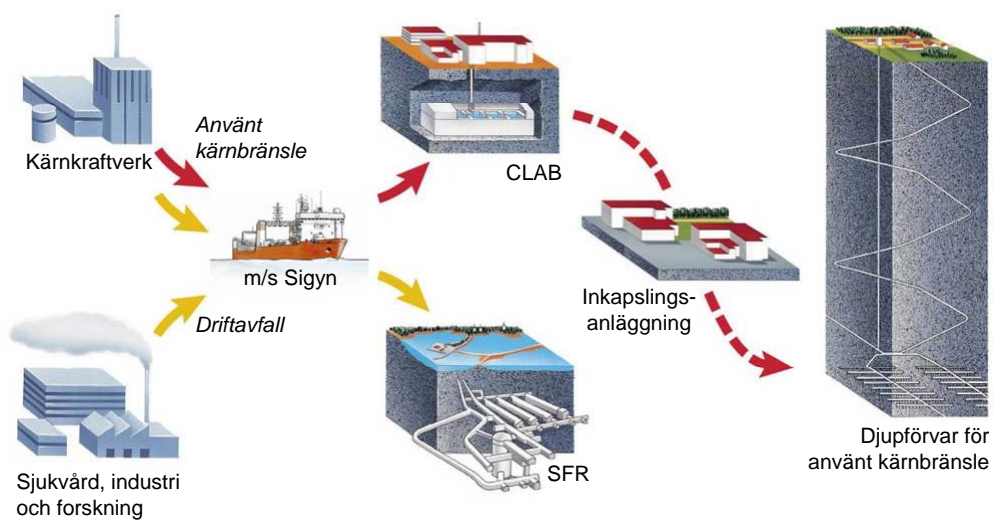 Kärnkraftverk
Använt
kärnbränsle
CLAB
m/s Sigyn
Driftavfall
Sjukvård, industri
och forskning
SFR
Inkapslings-
anläggning
Djupförvar för
använt kärnbränsle